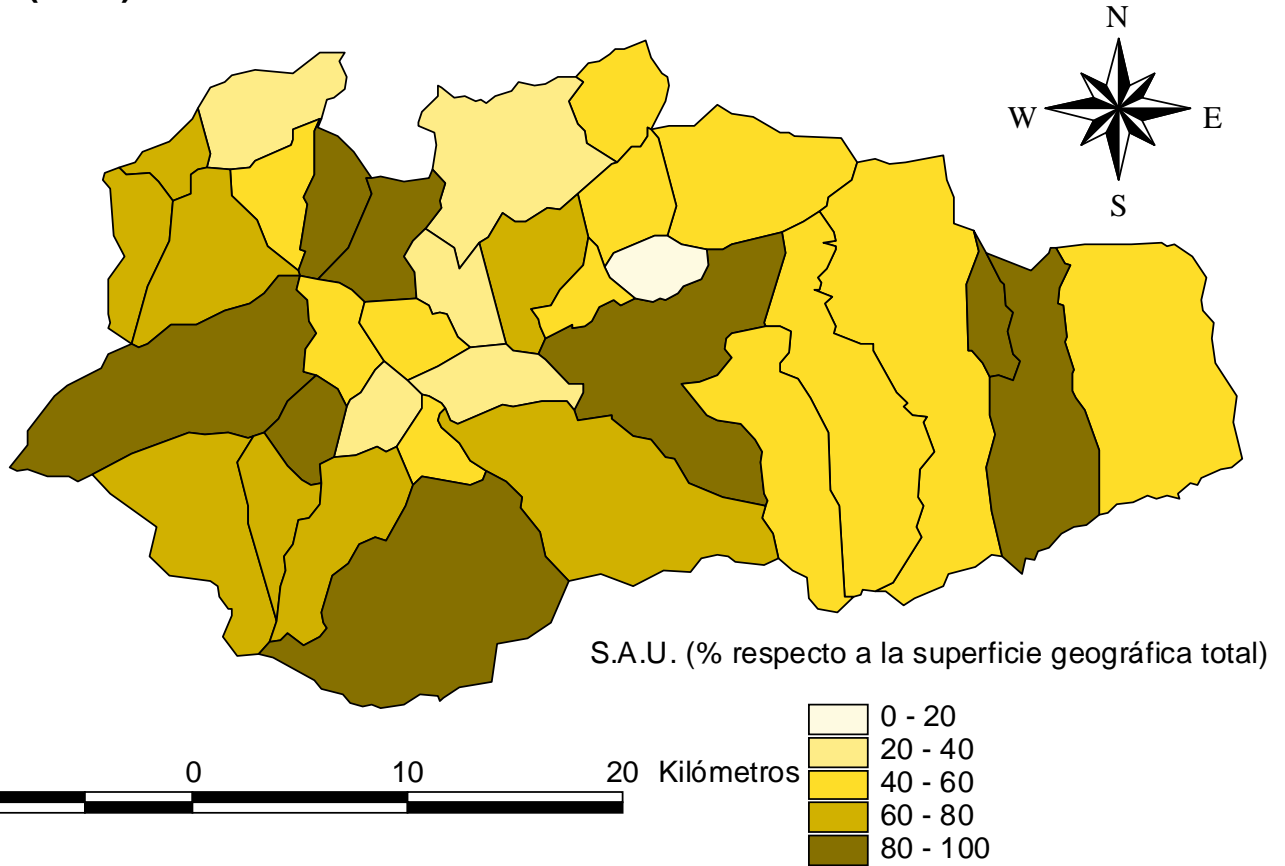 N
W E
S
S.A.U. (% respecto a la superficie geográfica total)
0 - 20
20 - 40
40 - 60
60 - 80
80 - 100
0 10 20 Kilómetros